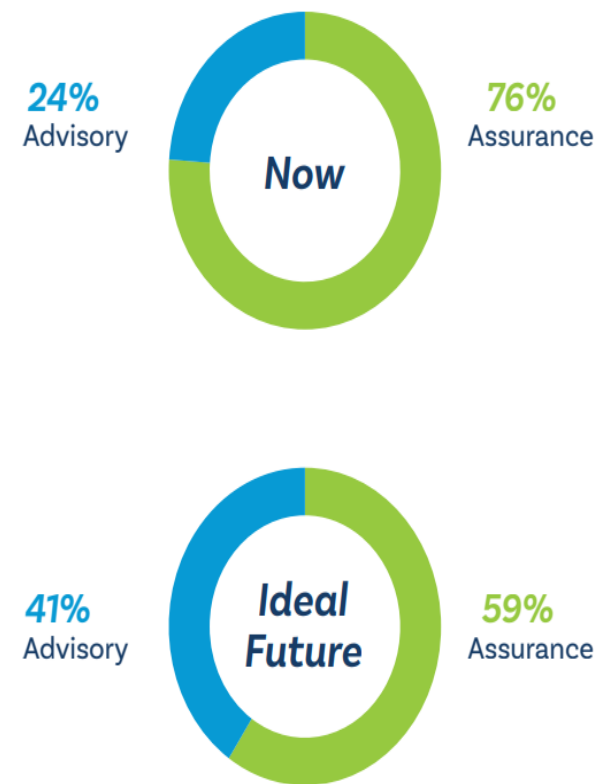 24%
Advisory
Now
76%
Assurance
41%
Advisory
Ideal
Future
59%
Assurance